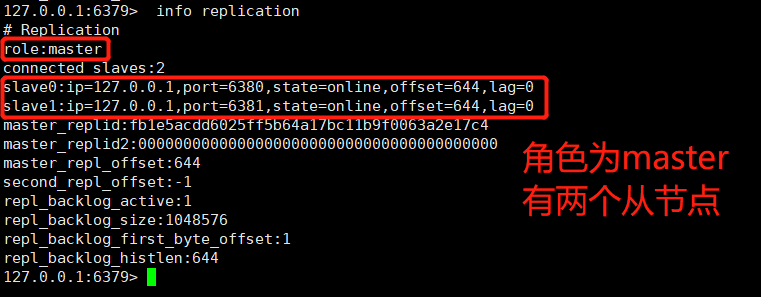 127.0.0.1:6379>  info replication
# Replication
role:master
connected_slaves:2
slave0:ip=127.0.0.1,port=6380,state=online,offset=644,lag=0
slave1:ip=127.0.0.1,port=6381,state=online,offset=644,lag=0
master_replid:fb1e5acdd6025ff5b64a17bc11b9f0063a2e17c4
master_replid2:0000000000000000000000000000000000000000
master_repl_offset:644
second_repl_offset:-1
repl_backlog_active:1
repl_backlog_size:1048576
repl_backlog_first_byte_offset:1
repl_backlog_histlen:644
127.0.0.1:6379>
角色为master
有两个从节点